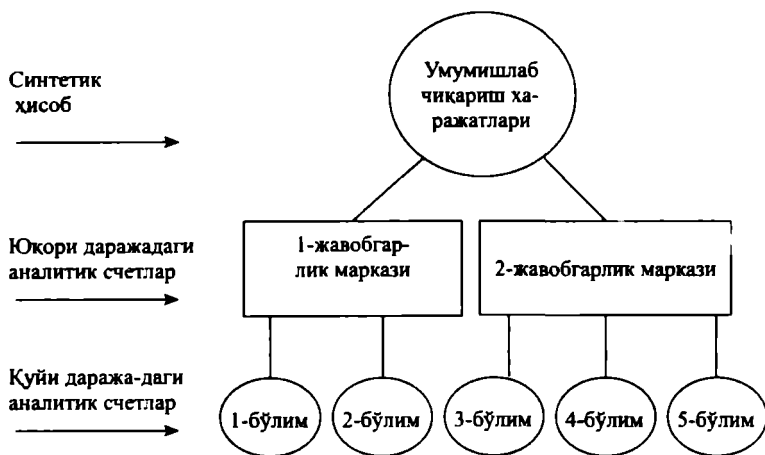 Синтетик
ҳисоб
Умумишлаб
чиқариш ха-
ражатлари
Юқори даражадаги
аналитик счетлар
1-жавобгар-
лик маркази
2-жавобгарлик маркази
Қуйи даража-даги
аналитик счетлар
1-бўлим
2-бўлим
3-бўлим
4-бўлим
5-бўлим